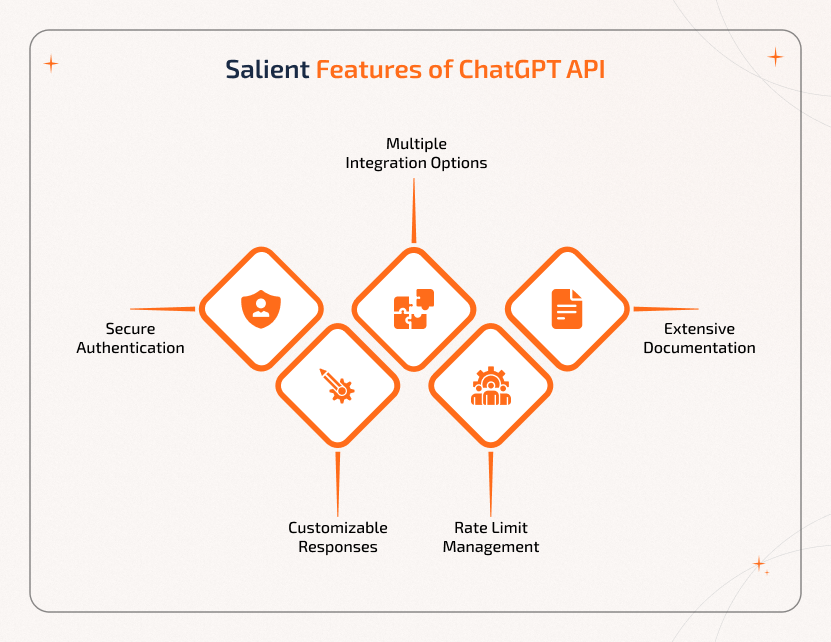 Salient Features of ChatGPT API
Multiple
Integration Options
Secure
Authentication
Extensive
Documentation
Customizable
Responses
Rate Limit
Management